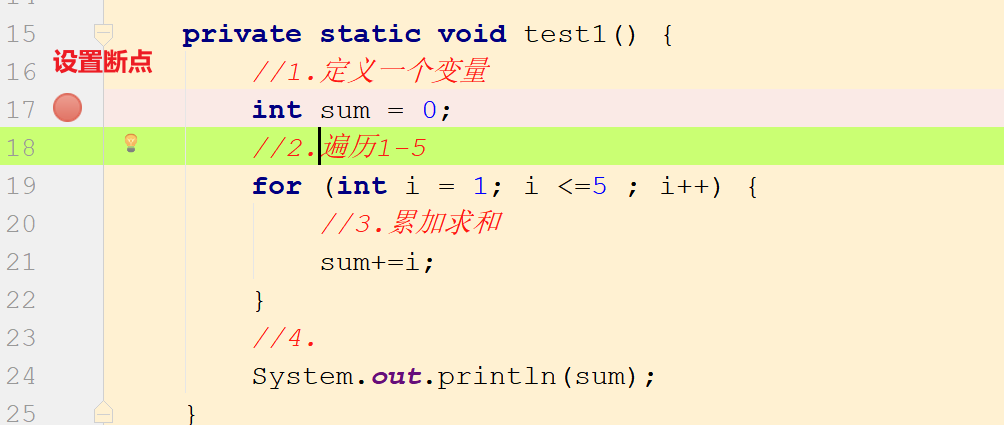 15 private static void test1() {
设置断点
16 //1.定义一个变量
17 int sum = 0;
18 //2.遍历1-5
19 for (int i = 1; i <=5 ; i++) {
20 //3.累加求和
21 sum+=i;
22 }
23 //4.
24 System.out.println(sum);
25 }